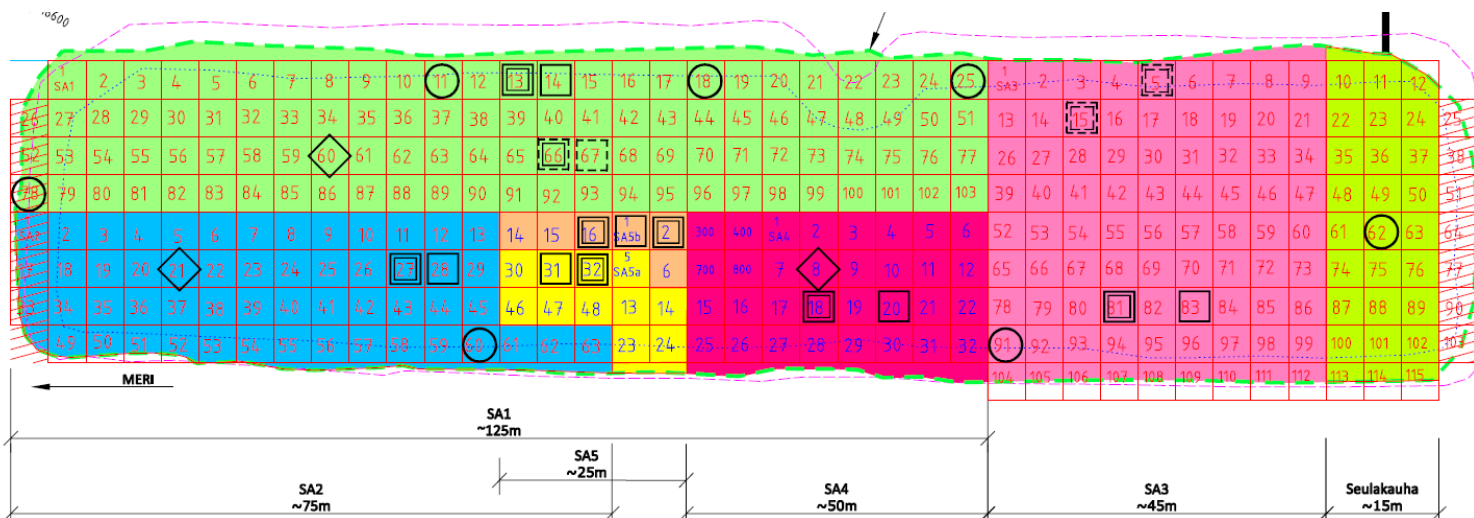 18600
1 2 3 4 5 6 7 8 9 10 11 12 13 14 15 16 17 18 19 20 21 22 23 24 25 1 2 3 4 5 6 7 8 9 10 11 12
SA1 SA3
26 27 28 29 30 31 32 33 34 35 36 37 38 39 40 41 42 43 44 45 46 47 48 49 50 51 13 14 15 16 17 18 19 20 21 22 23 24 25
52 53 54 55 56 57 58 59 60 61 62 63 64 65 66 67 68 69 70 71 72 73 74 75 76 77 26 27 28 29 30 31 32 33 34 35 36 37 38
78 79 80 81 82 83 84 85 86 87 88 89 90 91 92 93 94 95 96 97 98 99 100 101 102 103 39 40 41 42 43 44 45 46 47 48 49 50 51
SA2 2 3 4 5 6 7 8 9 10 11 12 13 14 15 16 1 2 300 400 1 2 3 4 5 6 52 53 54 55 56 57 58 59 60 61 62 63 64
SA5b SA4
18 19 20 21 22 23 24 25 26 27 28 29 30 31 32 5 6 700 800 7 8 9 10 11 12 65 66 67 68 69 70 71 72 73 74 75 76 77
SA5a
33 34 35 36 37 38 39 40 41 42 43 44 45 46 47 48 13 14 15 16 17 18 19 20 21 22 78 79 80 81 82 83 84 85 86 87 88 89 90
49 50 51 52 53 54 55 56 57 58 59 60 61 62 63 23 24 25 26 27 28 29 30 31 32 91 92 93 94 95 96 97 98 99 100 101 102 103
104 105 106 107 108 109 110 111 112 113 114 115
MERI
SA1
~125m
SA5
~25m
SA2
~75m
SA4
~50m
SA3
~45m
Seulakauha
~15m